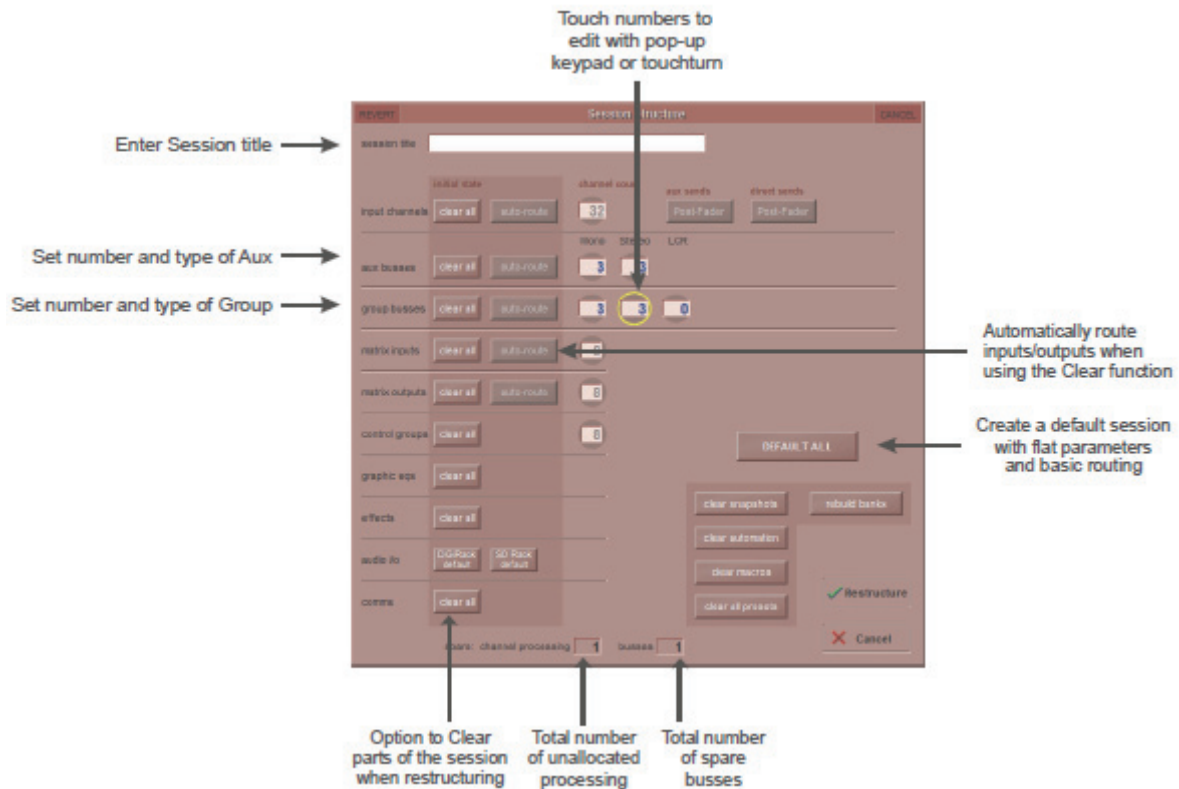 Touch numbers to
edit with pop-up
keypad or touchturn
REVERT Session Structure CANCEL
Enter Session title
session title
initial state channel count aux sends direct sends
input channels clear all auto-route 32 Post-Fader Post-Fader
Mono Stereo LCR
Set number and type of Aux
aux busses clear all auto-route 3
Set number and type of Group
group busses clear all auto-route 3 3 0
matrix inputs clear all auto-route
Automatically route
inputs/outputs when
using the Clear function
matrix outputs clear all auto-route 8
control groups clear all 8
DEFAULT ALL
Create a default session
with flat parameters
and basic routing
graphic eqs clear all
clear snapshots rebuild banks
effects clear all
clear automation
audio i/o DiGiRack default SD Rack default
clear macros
comms clear all
clear all presets
Restructure
Cancel
spare: channel processing 1 busses 1
Option to Clear
parts of the session
when restructuring
Total number
of unallocated
processing
Total number
of spare
busses